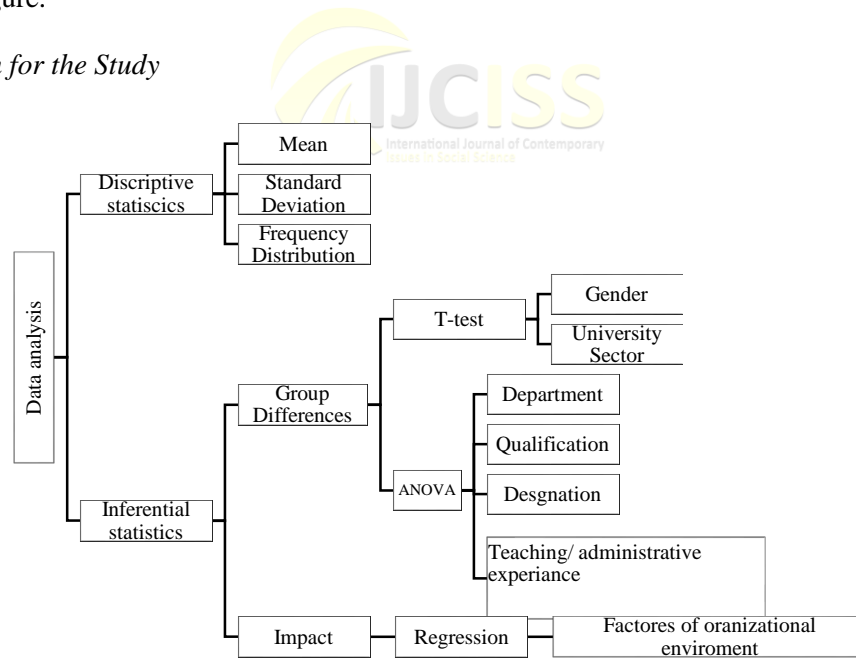 gure.
for the Study
IJCISS
International Journal of Contemporary
Issues in Social Science
Mean
Discriptive
statiscics
Standard
Deviation
Frequency
Distribution
Data analysis
Gender
T-test
University
Sector
Group
Differences
Department
Qualification
ANOVA
Desgnation
Inferential
statistics
Teaching/ administrative
experiance
Impact
Regression
Factores of oranizational
enviroment